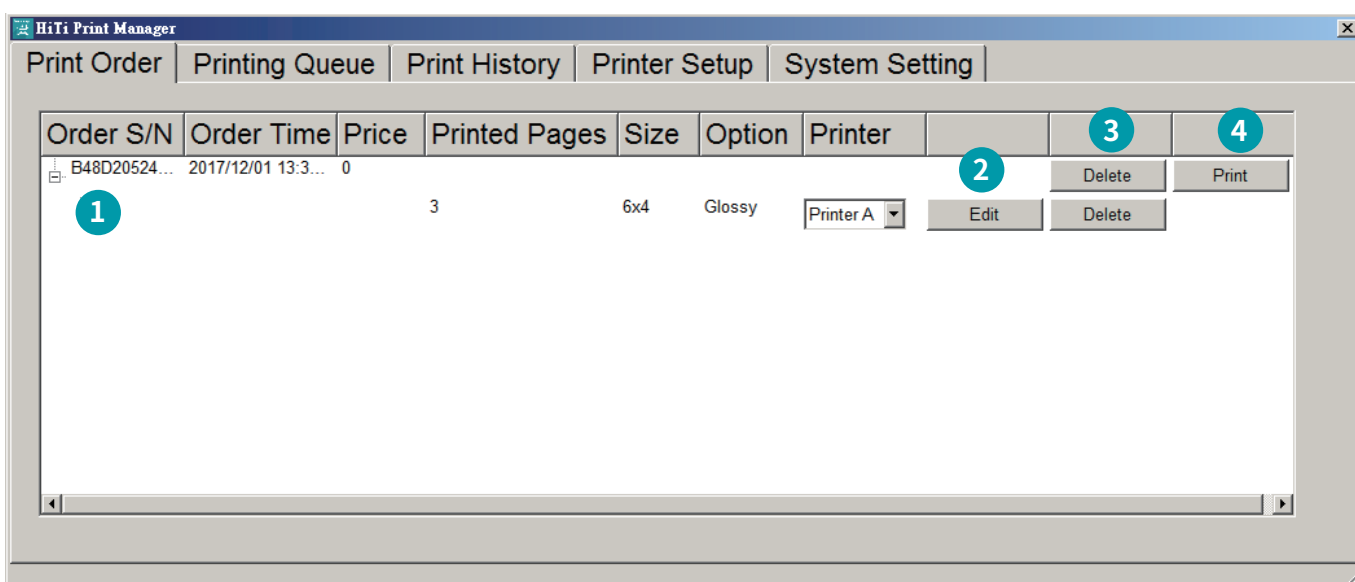 HiTi Print Manager
Print Order Printing Queue Print History Printer Setup System Setting
Order S/N Order Time Price Printed Pages Size Option Printer 3 4
B48D20524... 2017/12/01 13:3... 0 2 Delete Print
1 3 6x4 Glossy Printer A Edit Delete